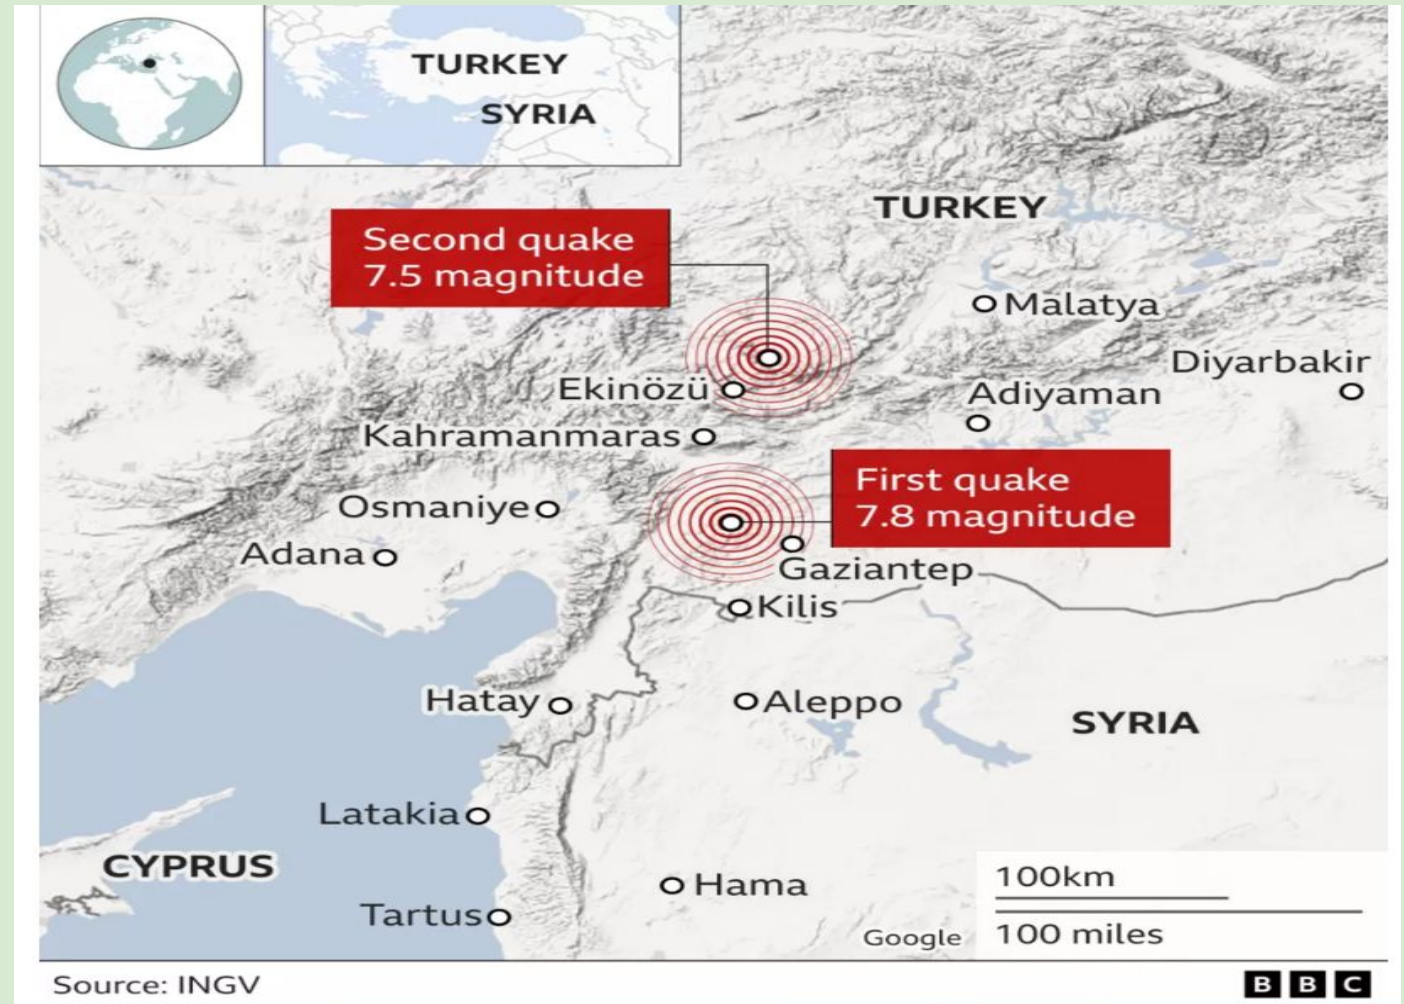 TURKEY
SYRIA
Second quake
7.5 magnitude
TURKEY
Malatya
Diyarbakir
Ekinözü
Adiyaman
Kahramanmaras
First quake
7.8 magnitude
Osmaniye
Adana
Gaziantep
Kilis
Hatay
Aleppo
SYRIA
Latakia
CYPRUS
Hama
Tartus
100km
100 miles
Google
Source: INGV
BBC